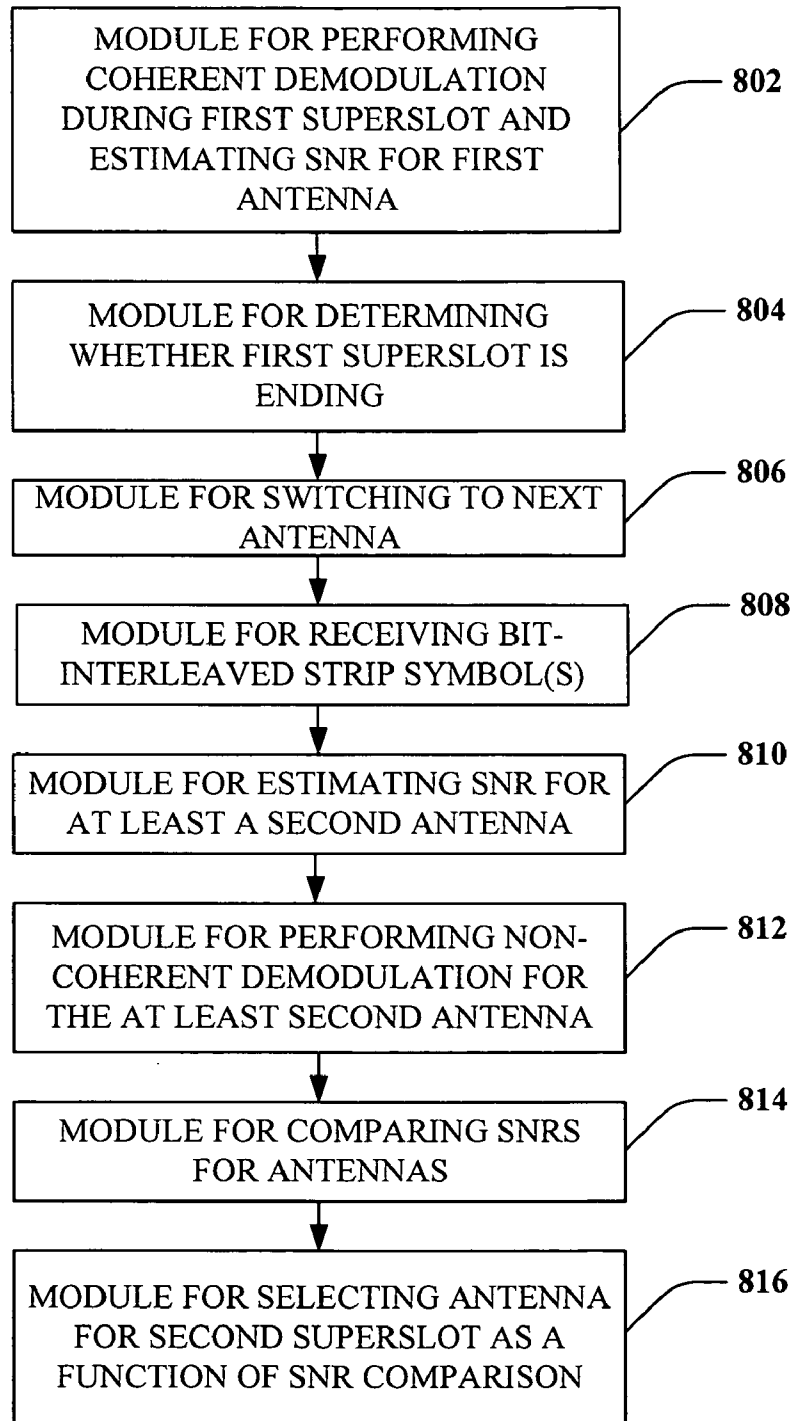 MODULE FOR PERFORMING
COHERENT DEMODULATION
DURING FIRST SUPERSLOT AND
ESTIMATING SNR FOR FIRST
ANTENNA
802
MODULE FOR DETERMINING
WHETHER FIRST SUPERSLOT IS
ENDING
804
MODULE FOR SWITCHING TO NEXT
ANTENNA
806
MODULE FOR RECEIVING BIT-
INTERLEAVED STRIP SYMBOL(S)
808
MODULE FOR ESTIMATING SNR FOR
AT LEAST A SECOND ANTENNA
810
MODULE FOR PERFORMING NON-
COHERENT DEMODULATION FOR
THE AT LEAST SECOND ANTENNA
812
MODULE FOR COMPARING SNRS
FOR ANTENNAS
814
MODULE FOR SELECTING ANTENNA
FOR SECOND SUPERSLOT AS A
FUNCTION OF SNR COMPARISON
816